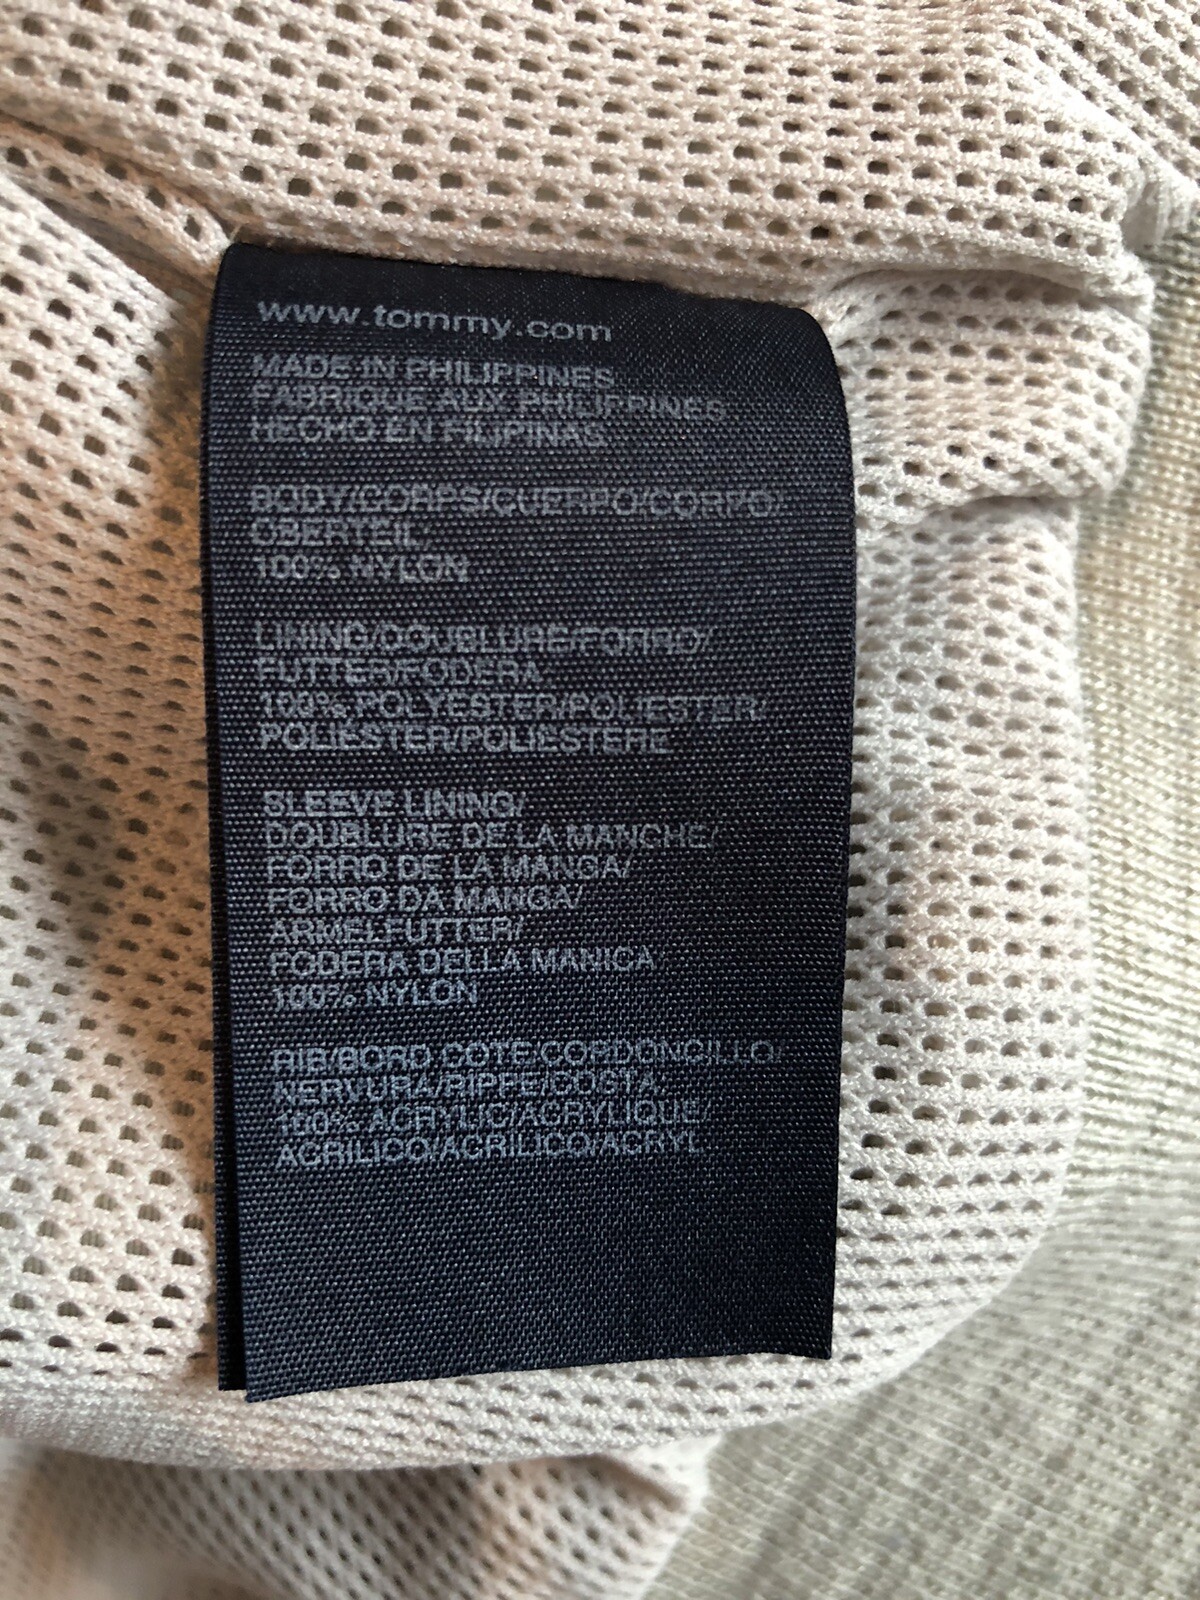 www.tommy.com
MADE IN PHILIPPINES
FABRIQUE AUX PHILIPPINES
HECHO EN FILIPINAS
BODY/CORPS/CUERPO/CORPO/
OBERTEIL
100% NYLON
LINING/DOUBLURE/FORRO/
FUTTER/FODERA
100% POLYESTER/POLIESTER/
POLIESTER/POLIESTERE
SLEEVE LINING/
DOUBLURE DE LA MANCHE/
FORRO DE LA MANGA/
FORRO DA MANGA/
ARMELFUTTER/
FODERA DELLA MANICA
100% NYLON
RIB/BORD COTE/CORDONCILLO/
NERVURA/RIPPE/COSTA
100% ACRYLIC/ACRYLIQUE/
ACRILICO/ACRILICO/ACRYL